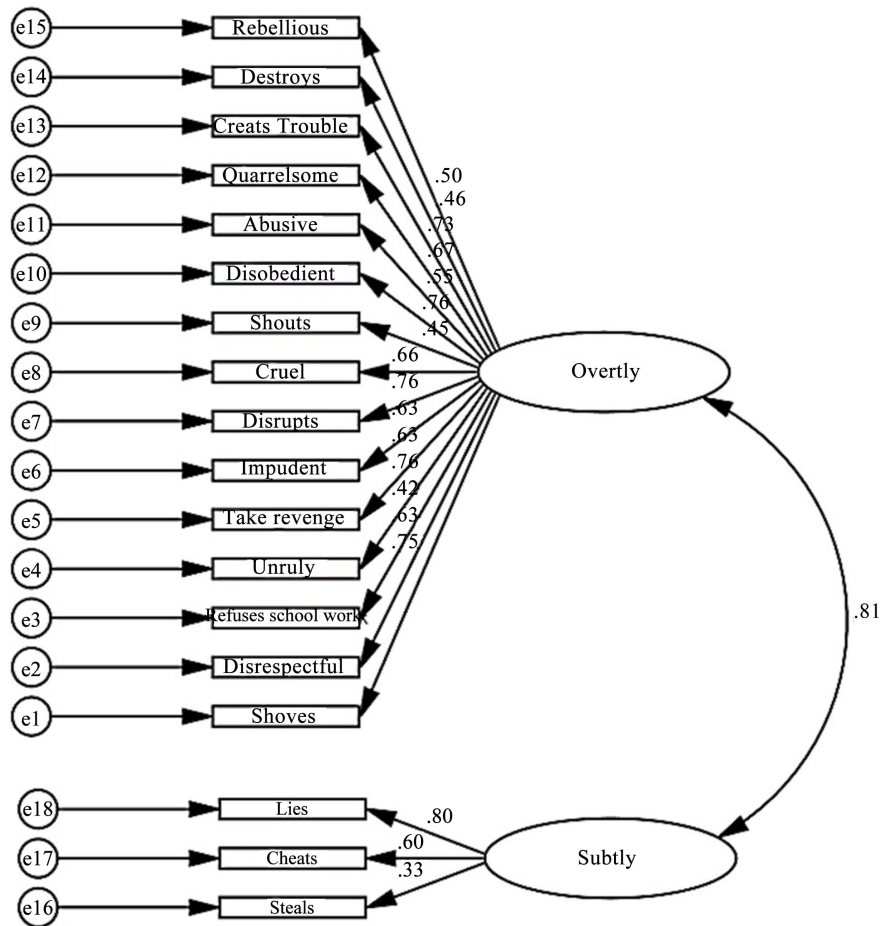 e15 Rebellious
e14 Destroys
e13 Creats Trouble
e12 Quarrelsome
.50
.46
e11 Abusive
.73
.67
e10 Disobedient
.55
.76
e9 Shouts
.45
.66
e8 Cruel
Overtly
.76
.63
e7 Disrupts
.63
e6 Impudent
.76
.42
e5 Take revenge
.63
.75
e4 Unruly
e3 Refuses school work
.81
e2 Disrespectful
e1 Shoves
e18 Lies
.80
.60
e17 Cheats
Subtly
.33
e16 Steals